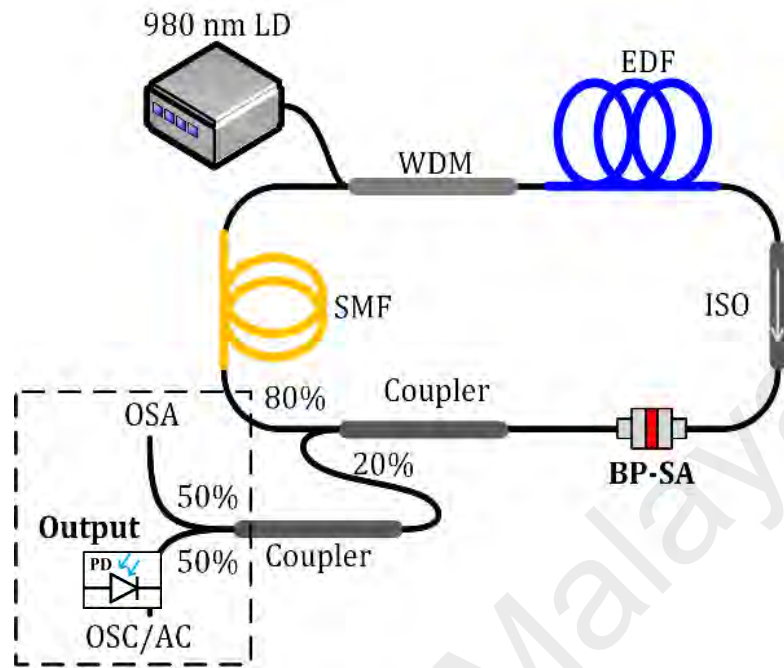 980 nm LD
EDF
WDM
SMF
ISO
80%
Coupler
OSA
20%
BP-SA
50%
Output
Coupler
PD
50%
OSC/AC
Malaya